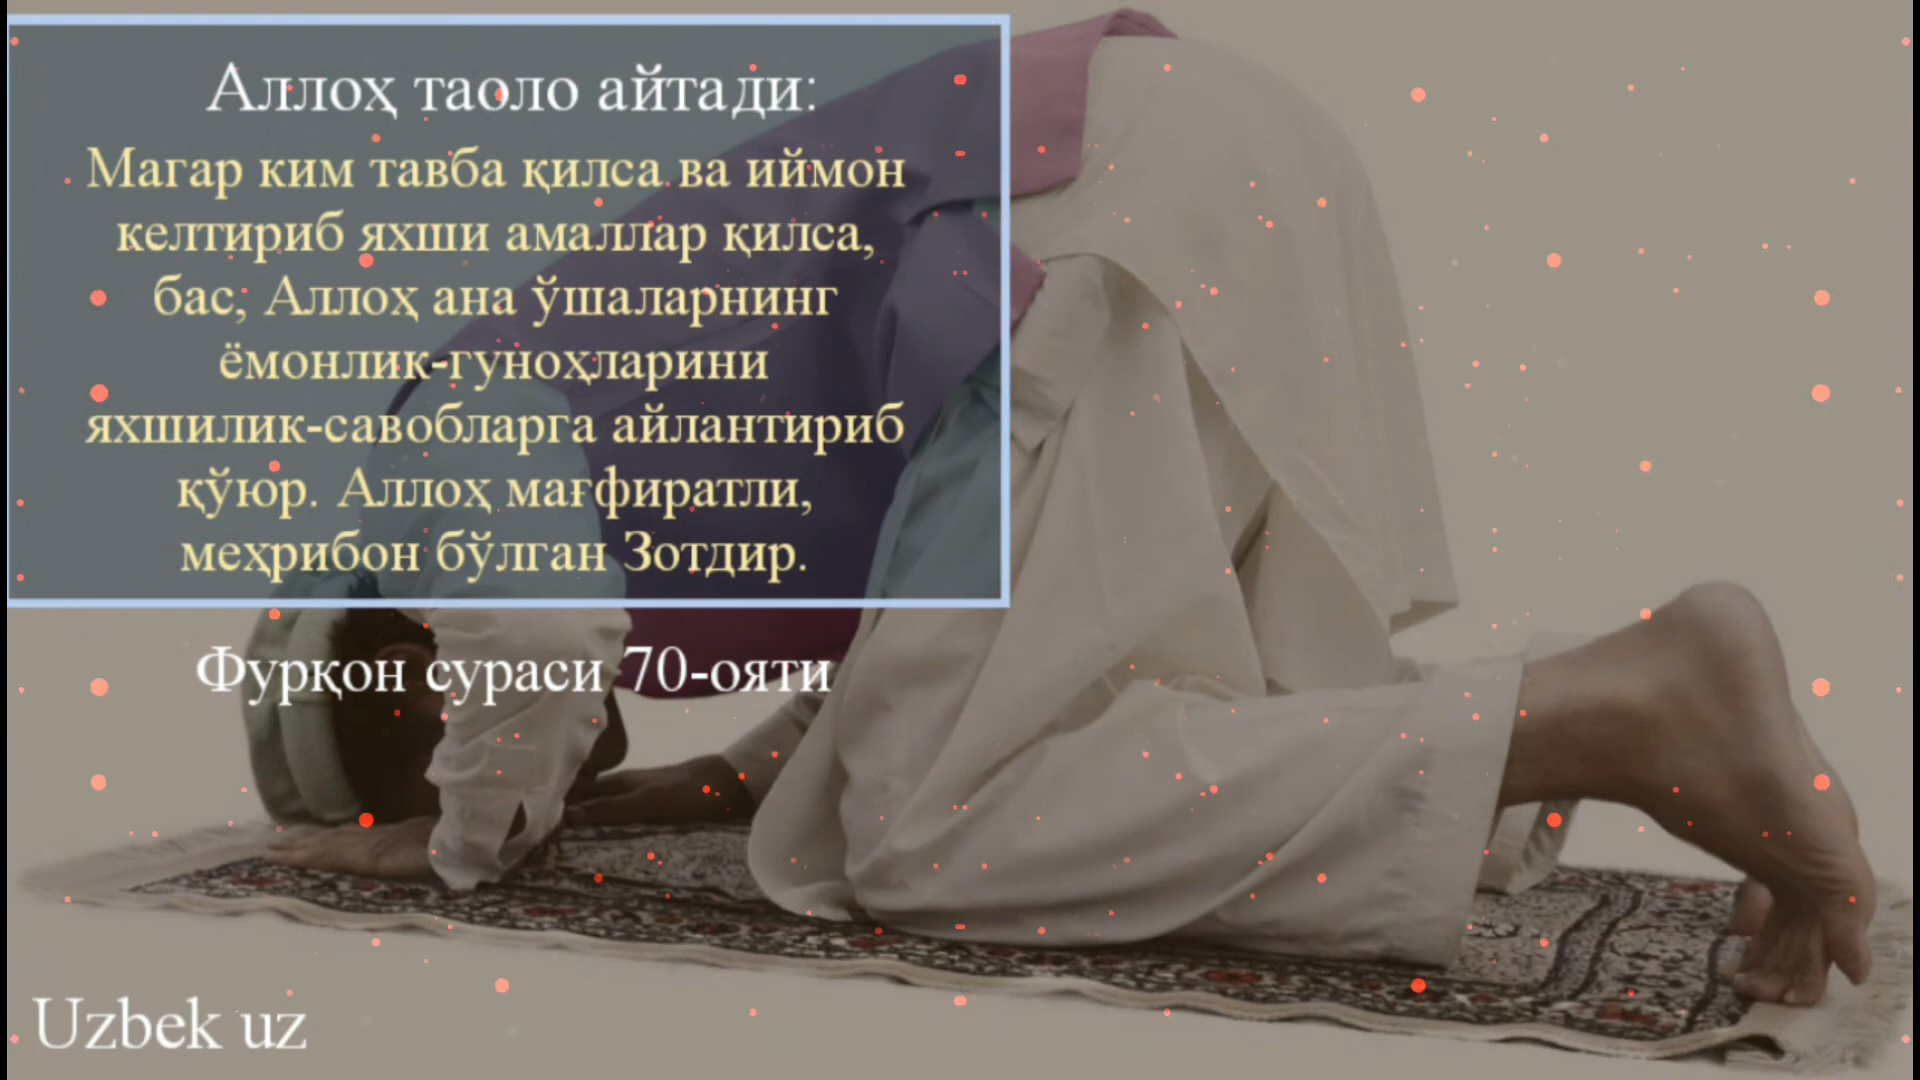 Аллоҳ таоло айтади:
Магар ким тавба қилса ва иймон
келтириб яхши амаллар қилса,
бас, Аллоҳ ана ўшаларнинг
ёмонлик-гуноҳларини
яхшилик-савобларга айлантириб
қўюр. Аллоҳ мағфиратли,
меҳрибон бўлган Зотдир.
Фурқон сураси 70-ояти
Uzbek uz